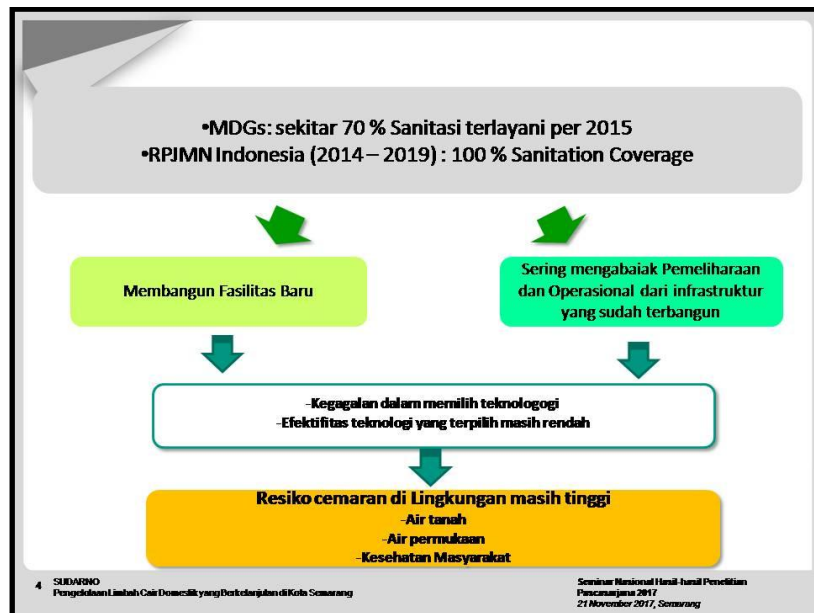 •MDGs: sekitar 70 % Sanitasi terlayani per 2015
•RPJMN Indonesia (2014 – 2019) : 100 % Sanitation Coverage
Membangun Fasilitas Baru
Sering mengabaiak Pemeliharaan
dan Operasional dari infrastruktur
yang sudah terbangun
-Kegagalan dalam memilih teknologogi
-Efektifitas teknologi yang terpilih masih rendah
Resiko cemaran di Lingkungan masih tinggi
-Air tanah
-Air permukaan
-Kesehatan Masyarakat
4 SUDARNO
Pengelolaan Limbah Cair Domestik yang Berkelanjutan di Kota Semarang
Seminar Nasional Hasil-hasil Penelitian
Pascasarjana 2017
21 November 2017, Semarang